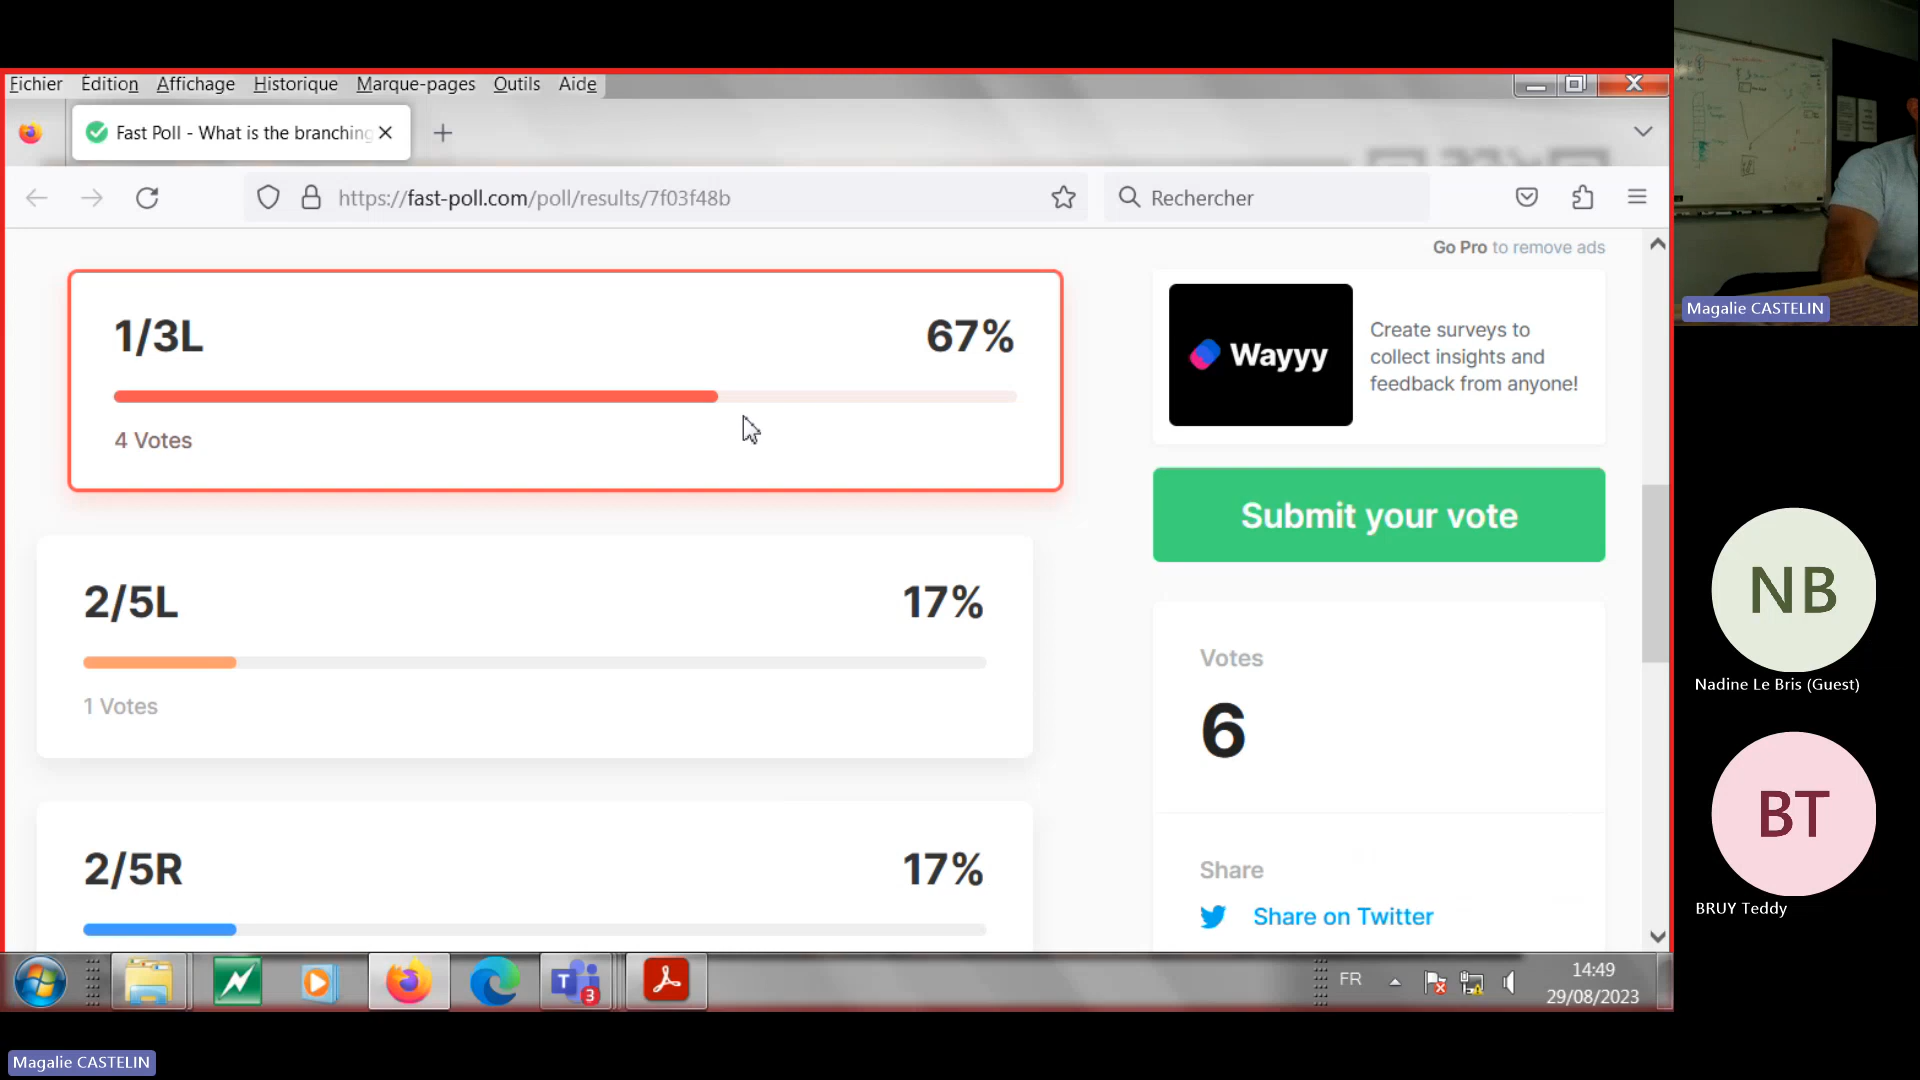 Fichier Edition Affichage Historique Marque-pages Outils Aide
Fast Poll - What is the branching
https://fast-poll.com/poll/results/7f03f48b
Rechercher
Go Pro to remove ads
1/3L 67%
4 Votes
Wayyy
Create surveys to
collect insights and
feedback from anyone!
Submit your vote
2/5L 17%
1 Votes
Votes
6
2/5R 17%
Share
Share on Twitter
T 3
FR
14:49
29/08/2023
Magalie CASTELIN
NB
Nadine Le Bris (Guest)
BT
BRUY Teddy
Magalie CASTELIN